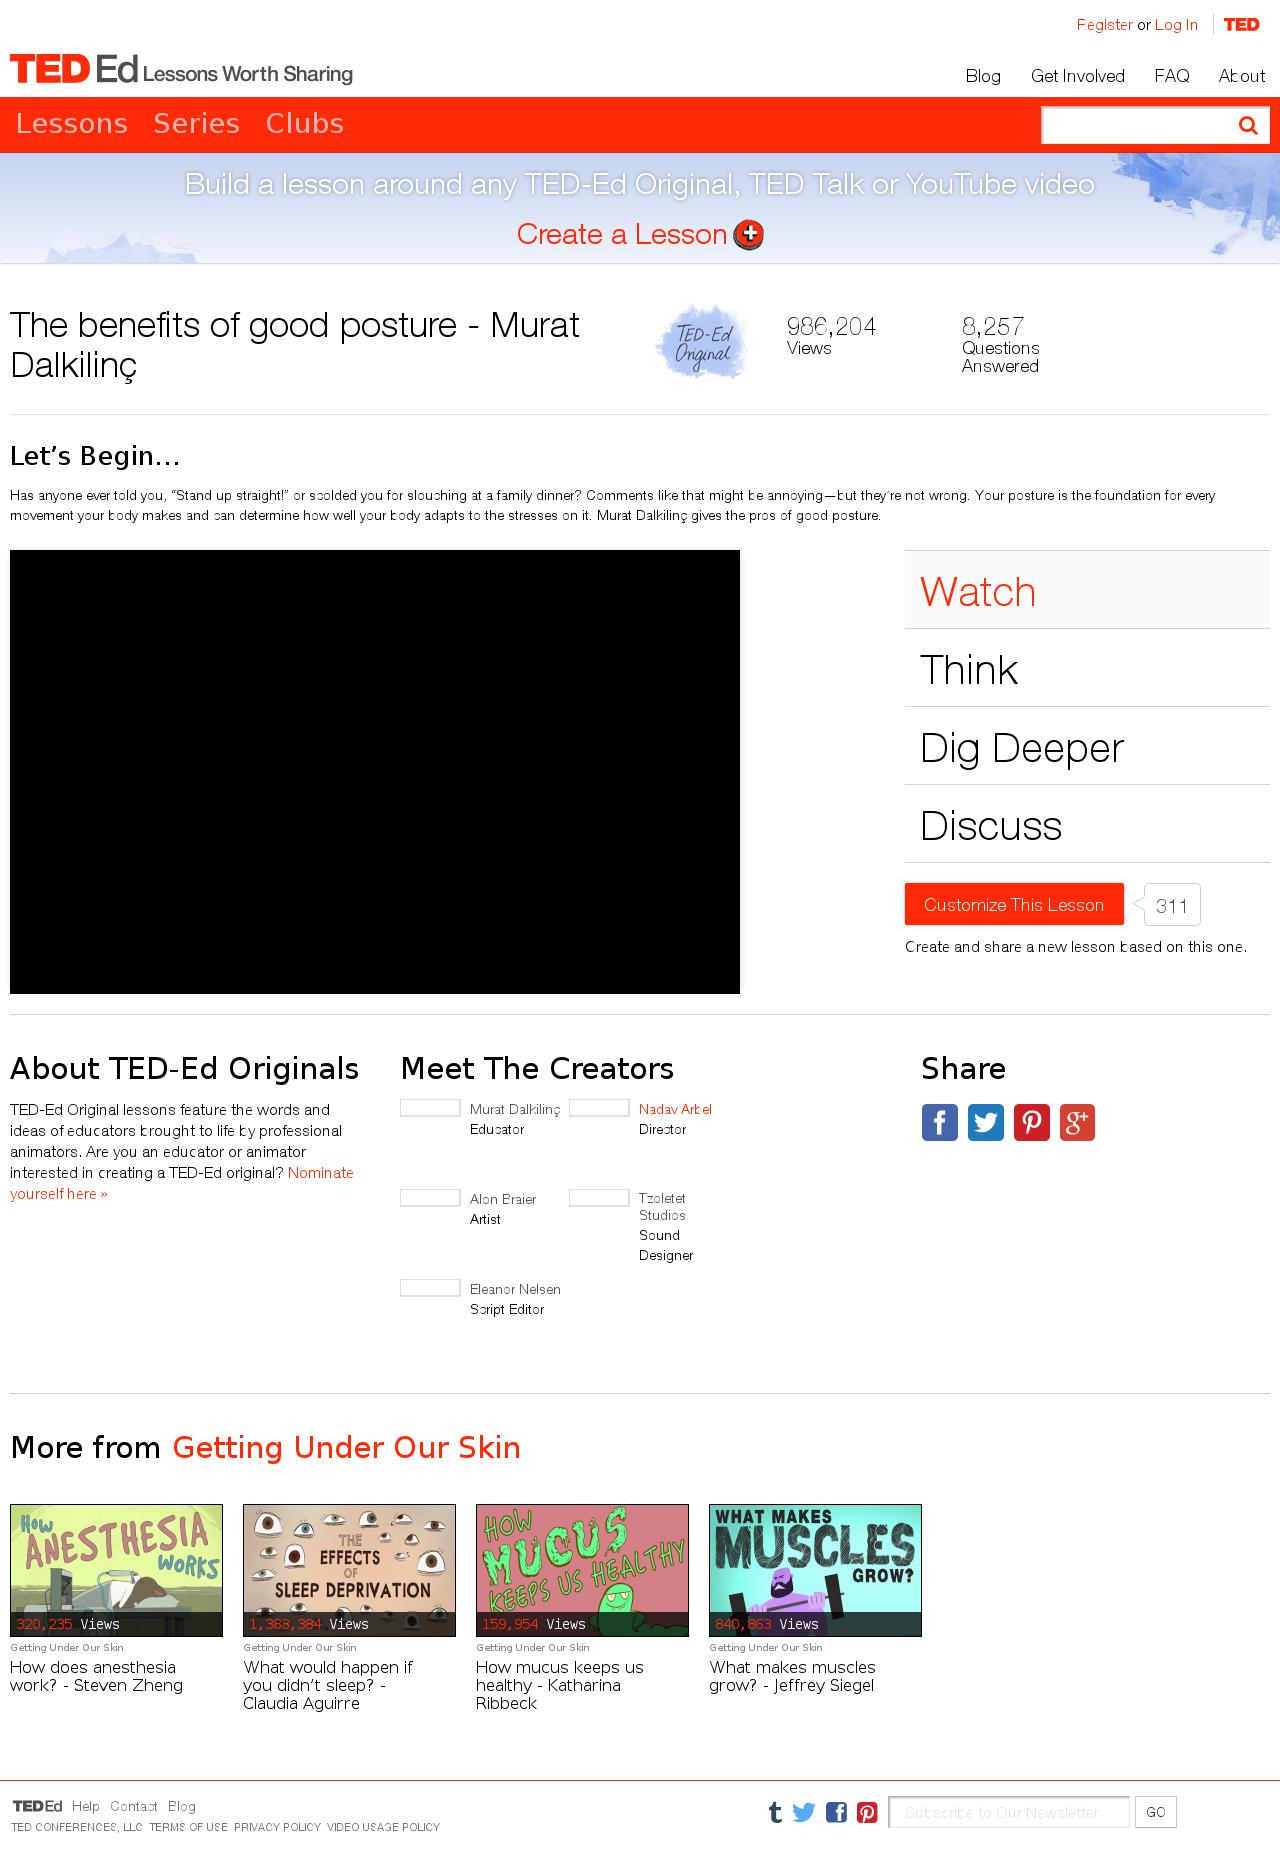 Register or Log In TED
TED Ed Lessons Worth Sharing
Blog Get Involved FAQ About
Lessons Series Clubs
Build a lesson around any TED-Ed Original, TED Talk or YouTube video
Create a Lesson
The benefits of good posture - Murat
Dalkilinç
TED-Ed
Original
986,204
Views
8,257
Questions
Answered
Let's Begin…
Has anyone ever told you, “Stand up straight!” or scolded you for slouching at a family dinner? Comments like that might be annoying—but they're not wrong. Your posture is the foundation for every
movement your body makes and can determine how well your body adapts to the stresses on it. Murat Dalkilinç gives the pros of good posture.
Watch
Think
Dig Deeper
Discuss
Customize This Lesson 311
Create and share a new lesson based on this one.
About TED-Ed Originals
TED-Ed Original lessons feature the words and
ideas of educators brought to life by professional
animators. Are you an educator or animator
interested in creating a TED-Ed original? Nominate
yourself here »
Meet The Creators
Murat Dalkilinç
Educator
Nadav Arbel
Director
Alon Braier
Artist
Tzoletet
Studios
Sound
Designer
Eleanor Nelsen
Script Editor
Share
More from Getting Under Our Skin
HOW
ANESTHESIA
WORKS
320,235 Views
Getting Under Our Skin
How does anesthesia
work? - Steven Zheng
THE
EFFECTS
OF
SLEEP DEPRIVATION
1,383,384 Views
Getting Under Our Skin
What would happen if
you didn't sleep? -
Claudia Aguirre
HOW
MUCUS
KEEPS US HEALTHY
159,954 Views
Getting Under Our Skin
How mucus keeps us
healthy - Katharina
Ribbeck
WHAT MAKES
MUSCLES
GROW?
840,863 Views
Getting Under Our Skin
What makes muscles
grow? - Jeffrey Siegel
TEDEd Help Contact Blog
TED CONFERENCES, LLC TERMS OF USE PRIVACY POLICY VIDEO USAGE POLICY
Subscribe to Our Newsletter GO